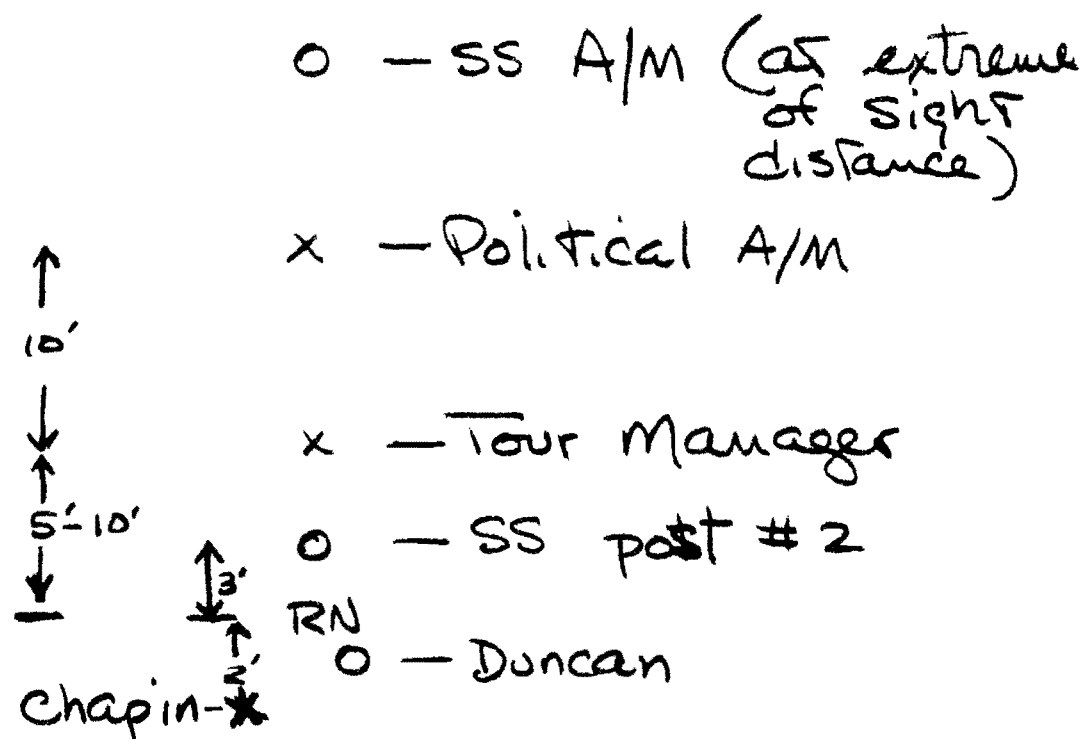 O — SS A/M (at extreme
of sight
distance)
x — Political A/M
10'
x — Tour Manager
5'-10'
O — SS post #2
3'
RN
O — Duncan
2'
Chapin-x